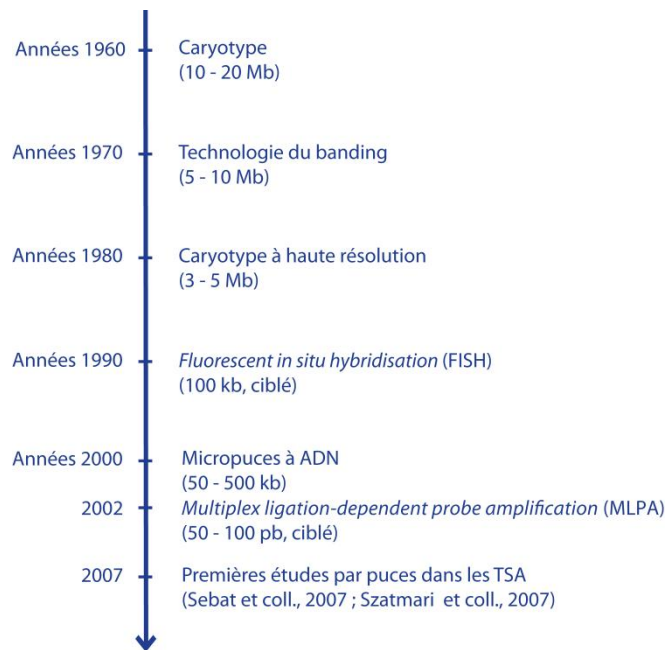 Années 1960 Caryotype
(10 - 20 Mb)
Années 1970 Technologie du banding
(5 - 10 Mb)
Années 1980 Caryotype à haute résolution
(3 - 5 Mb)
Années 1990 Fluorescent in situ hybridisation (FISH)
(100 kb, ciblé)
Années 2000 Micropuces à ADN
(50 - 500 kb)
2002 Multiplex ligation-dependent probe amplification (MLPA)
(50 - 100 pb, ciblé)
2007 Premières études par puces dans les TSA
(Sebat et coll., 2007 ; Szatmari et coll., 2007)